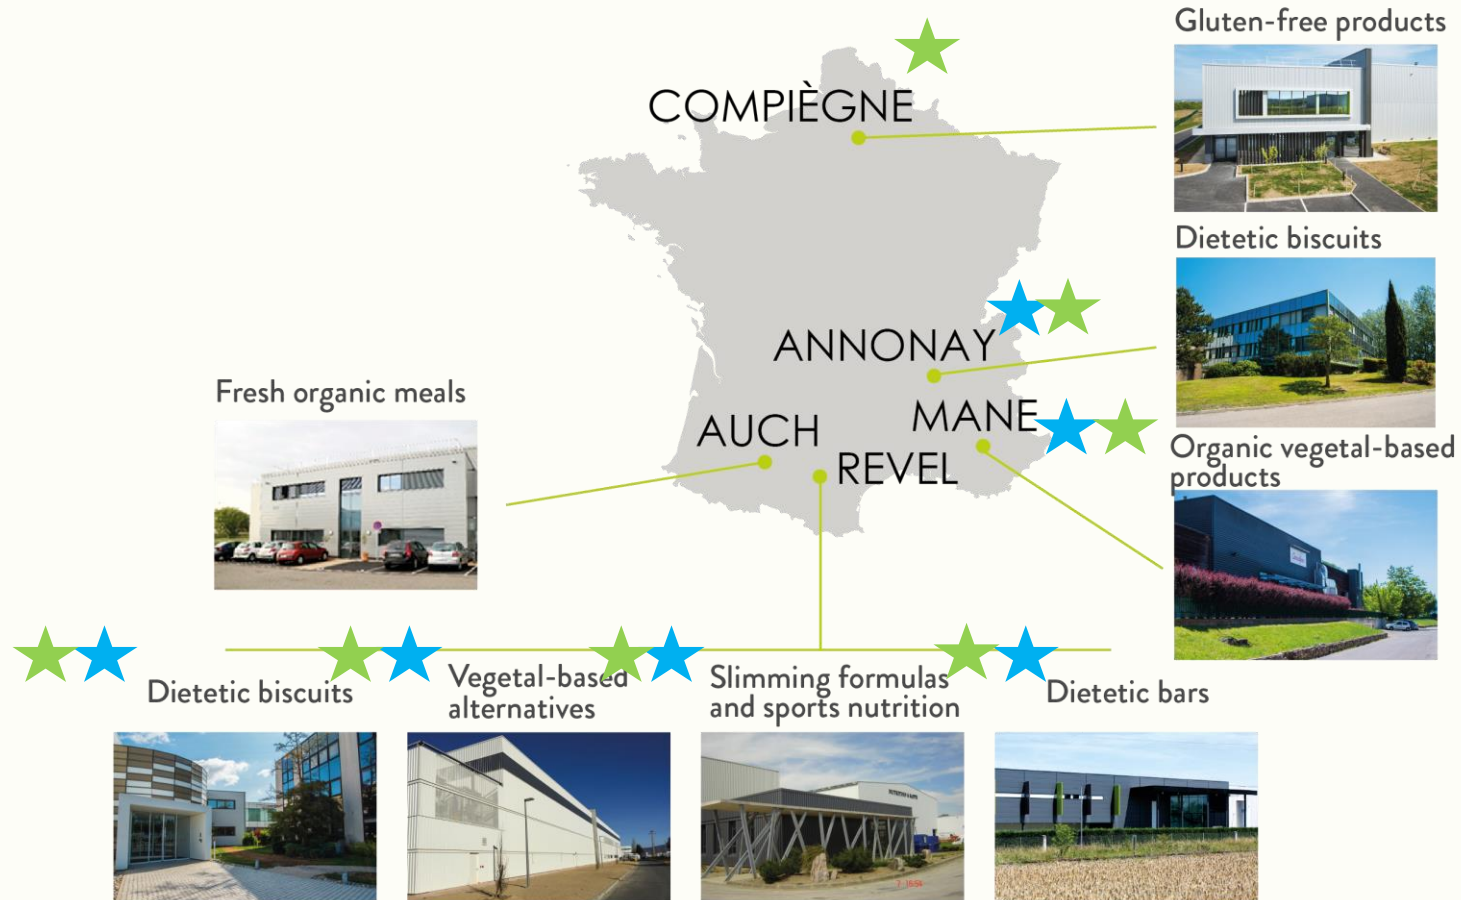 Gluten-free products
COMPIÈGNE
Dietetic biscuits
ANNONAY
Fresh organic meals
MANE
AUCH
Organic vegetal-based
products
REVEL
Dietetic biscuits
Vegetal-based
alternatives
Slimming formulas
and sports nutrition
Dietetic bars